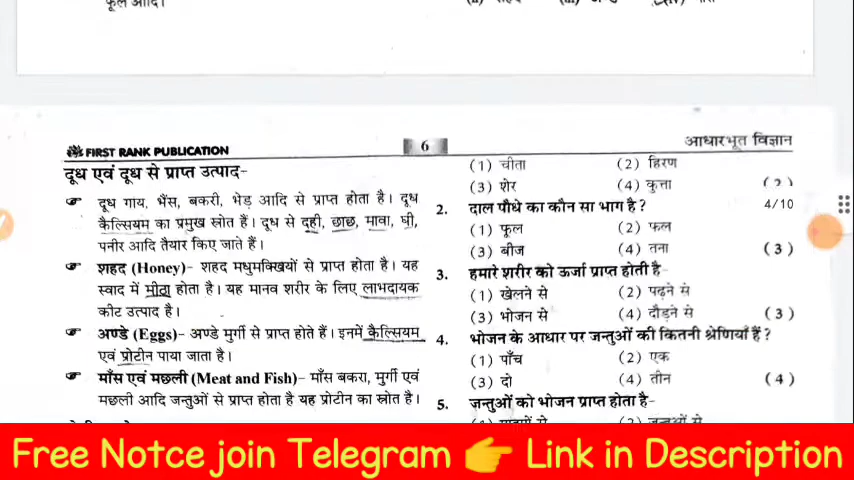 फूल आदि।
FIRST RANK PUBLICATION
6
आधारभूत विज्ञान
दूध एवं दूध से प्राप्त उत्पाद-
दूध गाय, भैंस, बकरी, भेड़ आदि से प्राप्त होता है। दूध
कैल्सियम का प्रमुख स्रोत हैं। दूध से दही, छाछ, मावा, घी,
पनीर आदि तैयार किए जाते हैं।
शहद (Honey)- शहद मधुमक्खियों से प्राप्त होता है। यह
स्वाद में मीठा होता है। यह मानव शरीर के लिए लाभदायक
कीट उत्पाद है।
अण्डे (Eggs)- अण्डे मुर्गी से प्राप्त होते हैं। इनमें कैल्सियम
एवं प्रोटीन पाया जाता है।
माँस एवं मछली (Meat and Fish)- माँस बकरा, मुर्गी एवं
मछली आदि जन्तुओं से प्राप्त होता है यह प्रोटीन का स्रोत है।
(1) चीता (2) हिरण
(3) शेर (4) कुत्ता (2)
2. दाल पौधे का कौन सा भाग है?
4/10
(1) फूल (2) फल
(3) बीज (4) तना (3)
3. हमारे शरीर को ऊर्जा प्राप्त होती है-
(1) खेलने से (2) पढ़ने से
(3) भोजन से (4) दौड़ने से (3)
4. भोजन के आधार पर जन्तुओं की कितनी श्रेणियाँ हैं?
(1) पाँच (2) एक
(3) दो (4) तीन (4)
5. जन्तुओं को भोजन प्राप्त होता है-
Free Notce join Telegram 👉 Link in Description